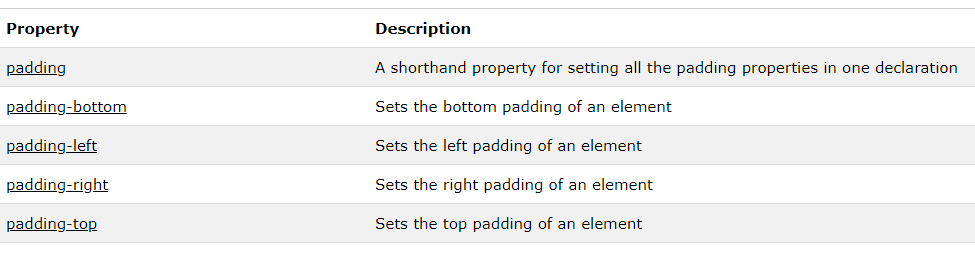 Property Description
padding A shorthand property for setting all the padding properties in one declaration
padding-bottom Sets the bottom padding of an element
padding-left Sets the left padding of an element
padding-right Sets the right padding of an element
padding-top Sets the top padding of an element